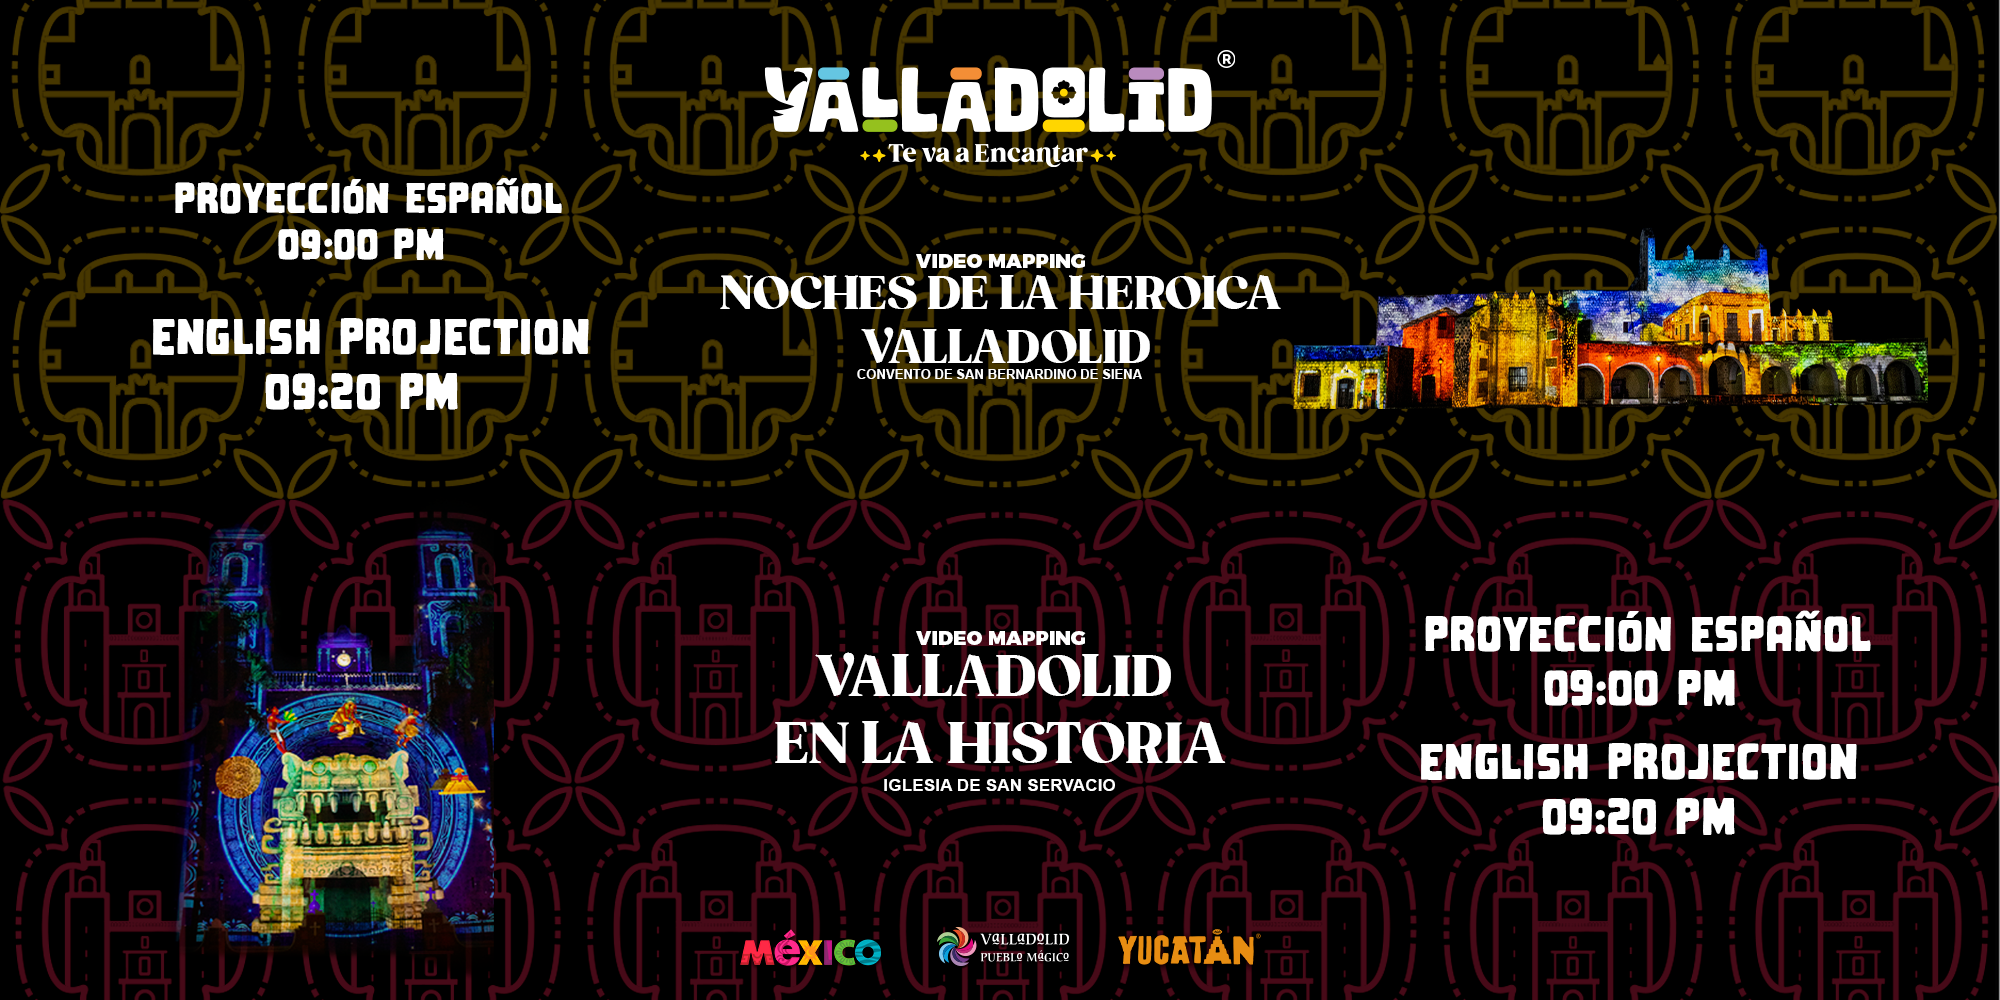 VALLADOLID®
Te va a Encantar
PROYECCIÓN ESPAÑOL
09:00 PM
ENGLISH PROJECTION
09:20 PM
VIDEO MAPPING
NOCHES DE LA HEROICA
VALLADOLID
CONVENTO DE SAN BERNARDINO DE SIENA
VIDEO MAPPING
VALLADOLID
EN LA HISTORIA
IGLESIA DE SAN SERVACIO
PROYECCIÓN ESPAÑOL
09:00 PM
ENGLISH PROJECTION
09:20 PM
México
VALLADOLID
PUEBLO MÁGICO
YUCATÁN®